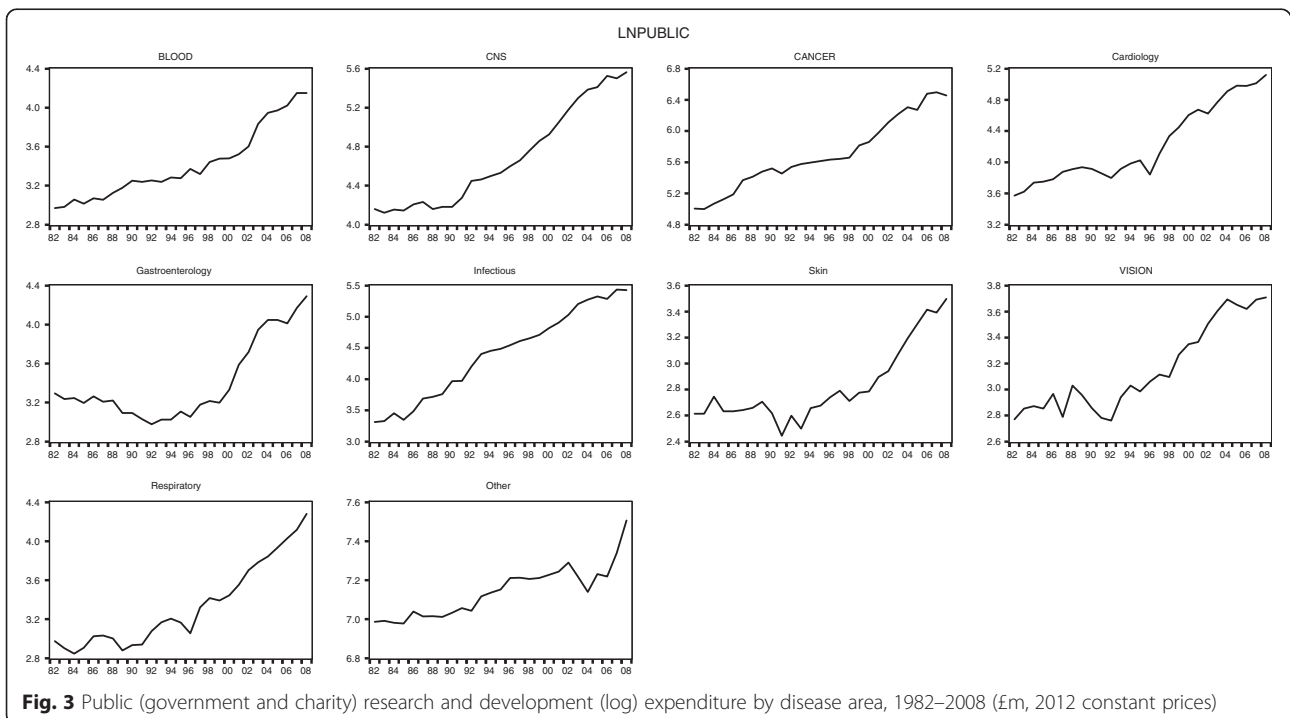 LNPUBLIC
BLOOD
4.4
4.0
3.6
3.2
2.8
82 84 86 88 90 92 94 96 98 00 02 04 06 08
CNS
5.6
5.2
4.8
4.4
4.0
82 84 86 88 90 92 94 96 98 00 02 04 06 08
CANCER
6.8
6.4
6.0
5.6
5.2
4.8
82 84 86 88 90 92 94 96 98 00 02 04 06 08
Cardiology
5.2
4.8
4.4
4.0
3.6
3.2
82 84 86 88 90 92 94 96 98 00 02 04 06 08
Gastroenterology
4.4
4.0
3.6
3.2
2.8
82 84 86 88 90 92 94 96 98 00 02 04 06 08
Infectious
5.5
5.0
4.5
4.0
3.5
3.0
82 84 86 88 90 92 94 96 98 00 02 04 06 08
Skin
3.6
3.4
3.2
3.0
2.8
2.6
2.4
82 84 86 88 90 92 94 96 98 00 02 04 06 08
VISION
3.8
3.6
3.4
3.2
3.0
2.8
2.6
82 84 86 88 90 92 94 96 98 00 02 04 06 08
Respiratory
4.4
4.0
3.6
3.2
2.8
82 84 86 88 90 92 94 96 98 00 02 04 06 08
Other
7.6
7.4
7.2
7.0
6.8
82 84 86 88 90 92 94 96 98 00 02 04 06 08
Fig. 3 Public (government and charity) research and development (log) expenditure by disease area, 1982–2008 (£m, 2012 constant prices)